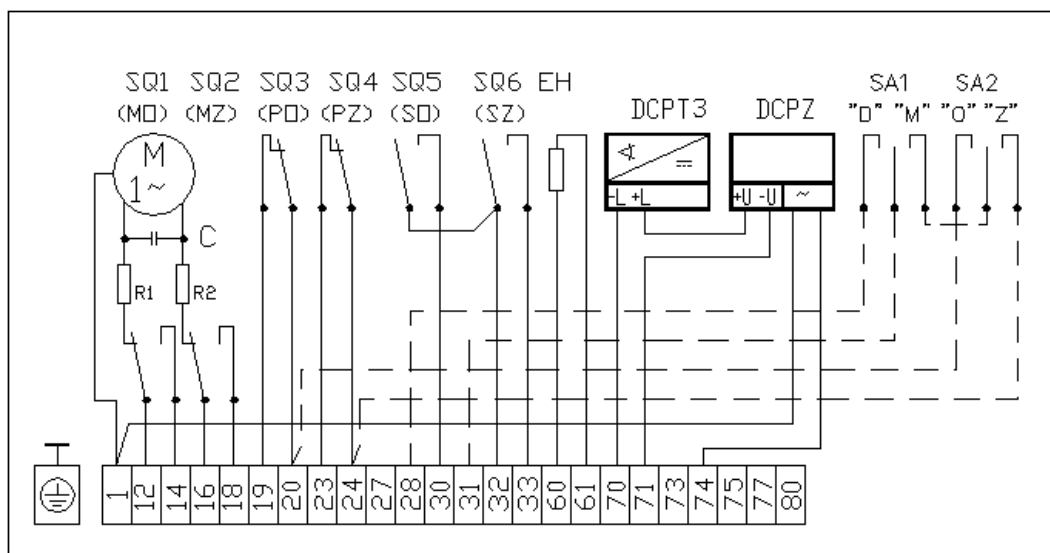 SQ1 SQ2 SQ3 SQ4 SQ5 SQ6 EH SA1 SA2
(MO) (MZ) (PO) (PZ) (SO) (SZ) DCPT3 DCPZ "O" "M" "O" "Z"
M
1~
-L +L +U -U ~
C
R1 R2
1 12 14 16 18 19 20 23 24 27 28 30 31 32 33 60 61 70 71 73 74 75 77 80